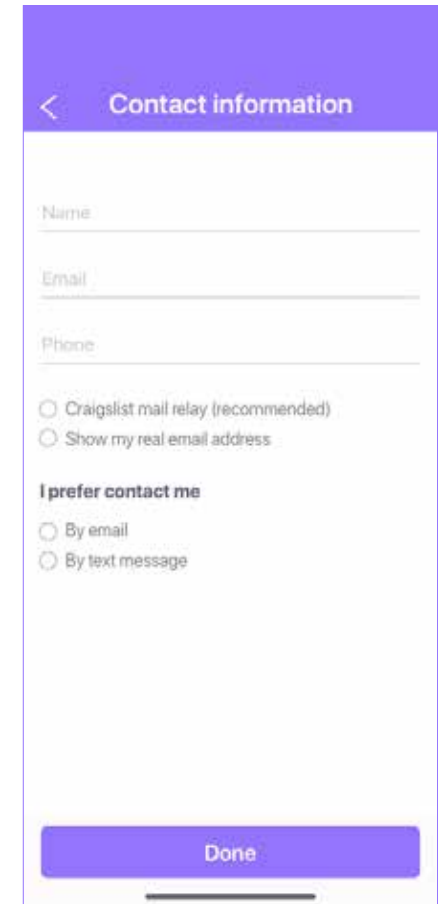 Contact information
Name
Email
Phone
Craigslist mail relay (recommended)
Show my real email address
I prefer contact me
By email
By text message
Done